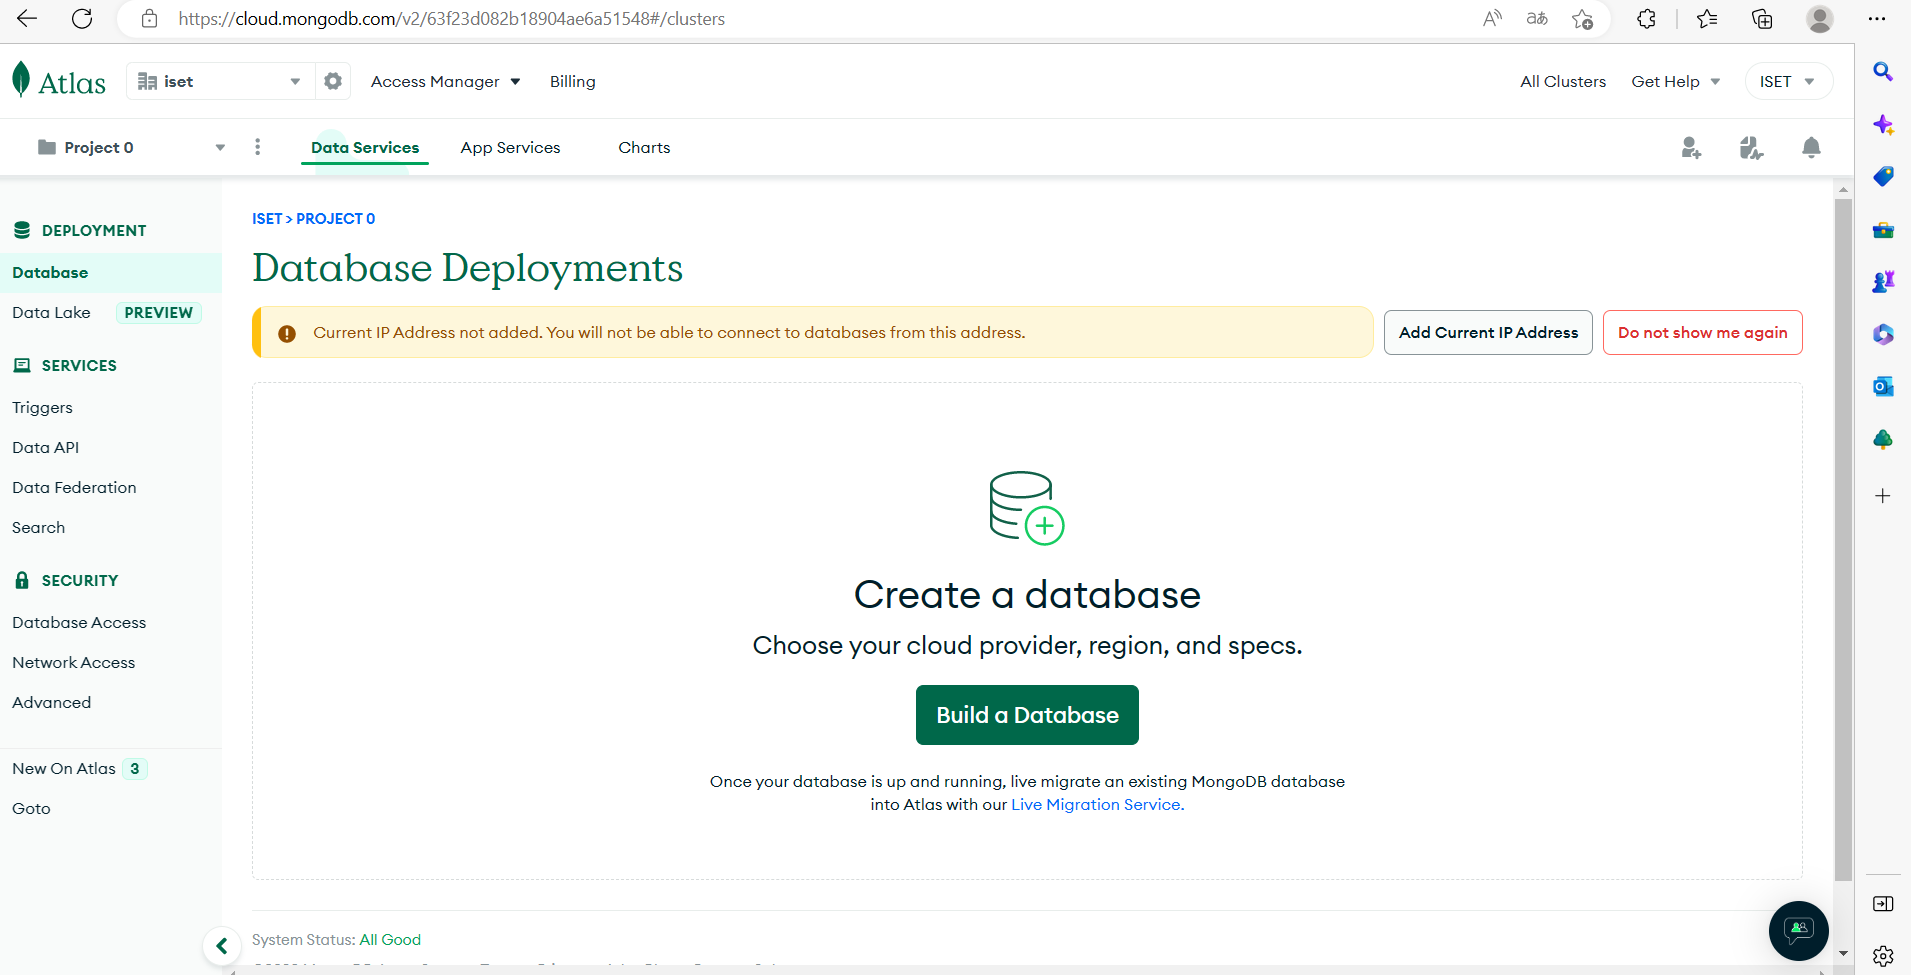 https://cloud.mongodb.com/v2/63f23d082b18904ae6a51548#/clusters
Atlas
iset
Access Manager
Billing
All Clusters
Get Help
ISET
Project 0
Data Services
App Services
Charts
DEPLOYMENT
Database
Data Lake PREVIEW
SERVICES
Triggers
Data API
Data Federation
Search
SECURITY
Database Access
Network Access
Advanced
New On Atlas 3
Goto
ISET > PROJECT 0
Database Deployments
Current IP Address not added. You will not be able to connect to databases from this address.
Add Current IP Address
Do not show me again
Create a database
Choose your cloud provider, region, and specs.
Build a Database
Once your database is up and running, live migrate an existing MongoDB database
into Atlas with our Live Migration Service.
System Status: All Good